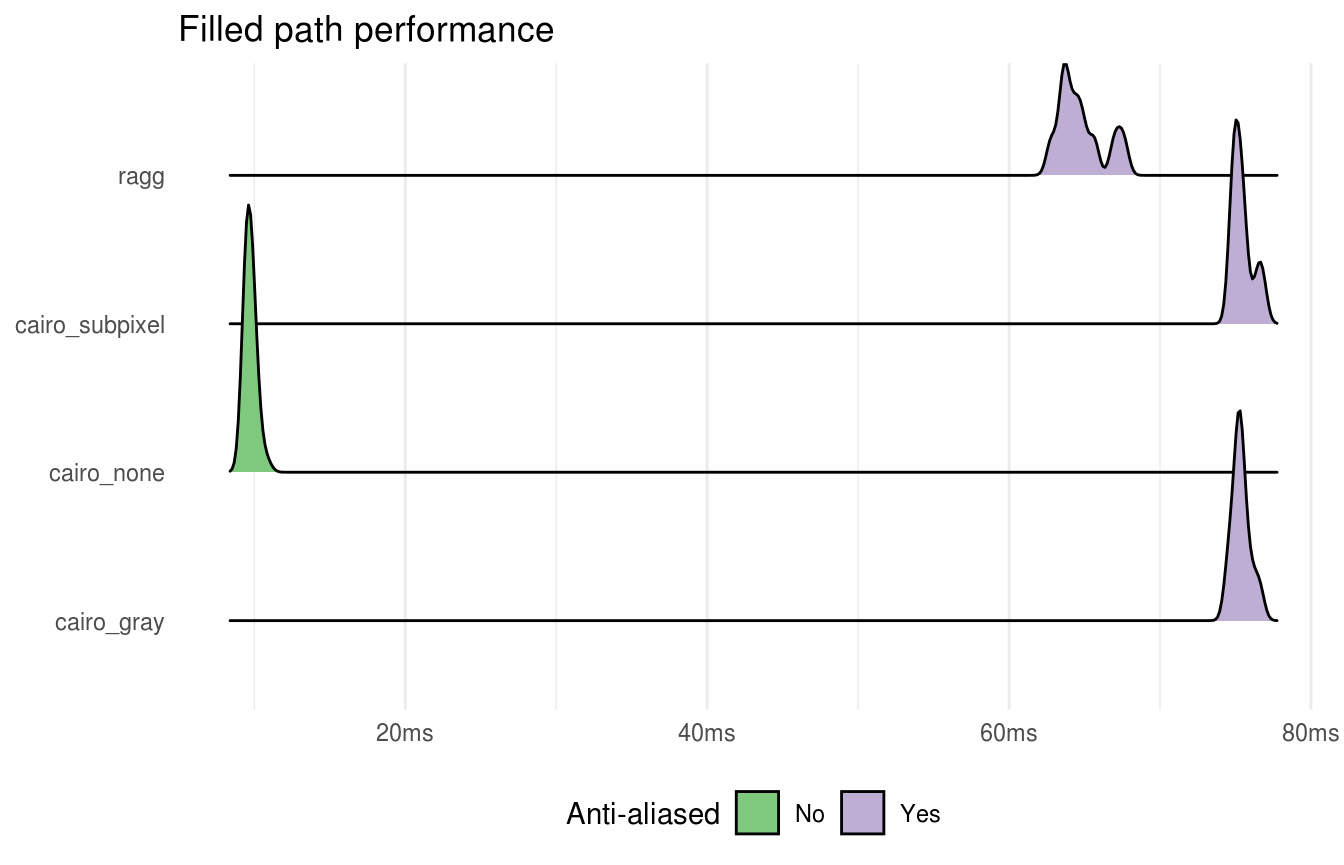 Filled path performance
ragg
cairo_subpixel
cairo_none
cairo_gray
20ms 40ms 60ms 80ms
Anti-aliased No Yes